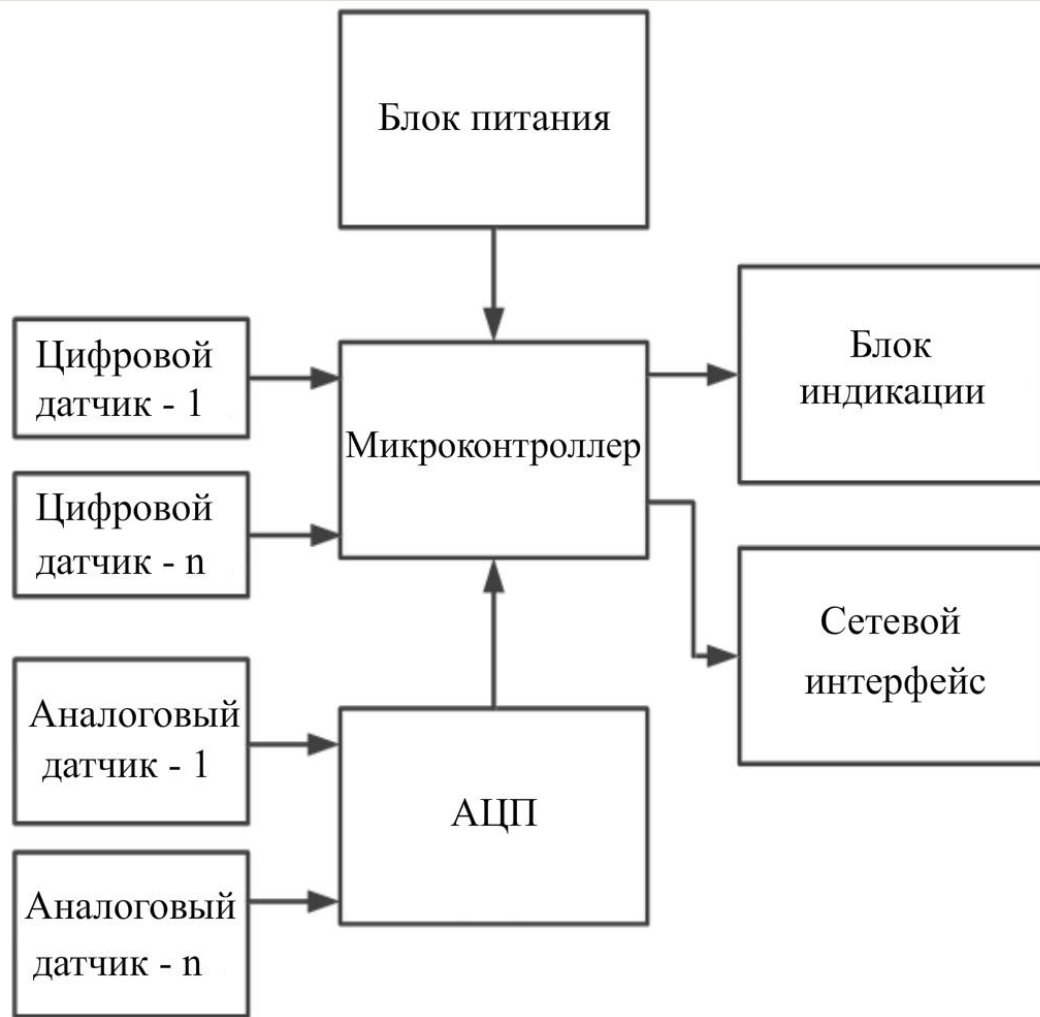 Блок питания
Цифровой
датчик - 1
Цифровой
датчик - n
Аналоговый
датчик - 1
Аналоговый
датчик - n
Микроконтроллер
АЦП
Блок
индикации
Сетевой
интерфейс